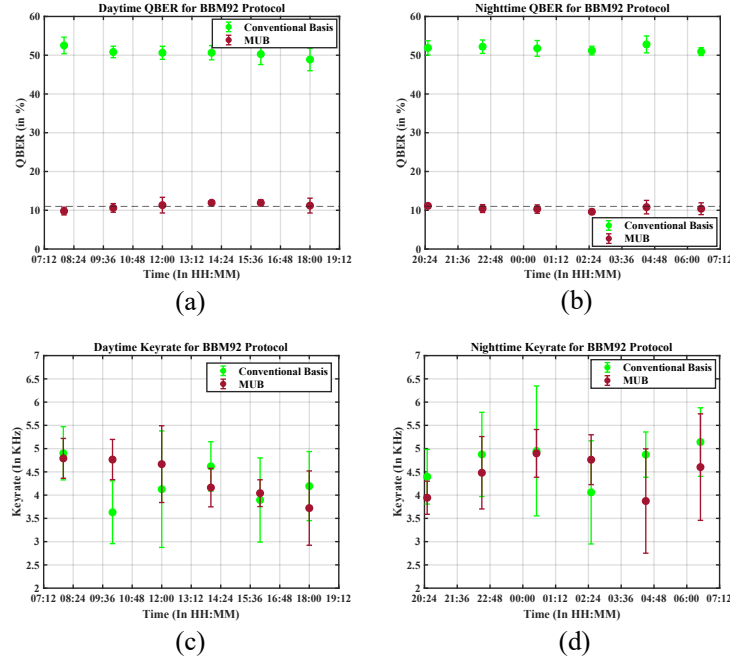 Daytime QBER for BBM92 Protocol
Conventional Basis
MUB
QBER (in %)
60
50
40
30
20
10
0
07:12 08:24 09:36 10:48 12:00 13:12 14:24 15:36 16:48 18:00 19:12
Time (In HH:MM)
(a)
Nighttime QBER for BBM92 Protocol
QBER (in %)
60
50
40
30
20
10
0
Conventional Basis
MUB
20:24 21:36 22:48 00:00 01:12 02:24 03:36 04:48 06:00 07:12
Time (In HH:MM)
(b)
Daytime Keyrate for BBM92 Protocol
Conventional Basis
MUB
Keyrate (In KHz)
7
6.5
6
5.5
5
4.5
4
3.5
3
2.5
2
07:12 08:24 09:36 10:48 12:00 13:12 14:24 15:36 16:48 18:00 19:12
Time (In HH:MM)
(c)
Nighttime Keyrate for BBM92 Protocol
Conventional Basis
MUB
Keyrate (In KHz)
7
6.5
6
5.5
5
4.5
4
3.5
3
2.5
2
20:24 21:36 22:48 00:00 01:12 02:24 03:36 04:48 06:00 07:12
Time (In HH:MM)
(d)